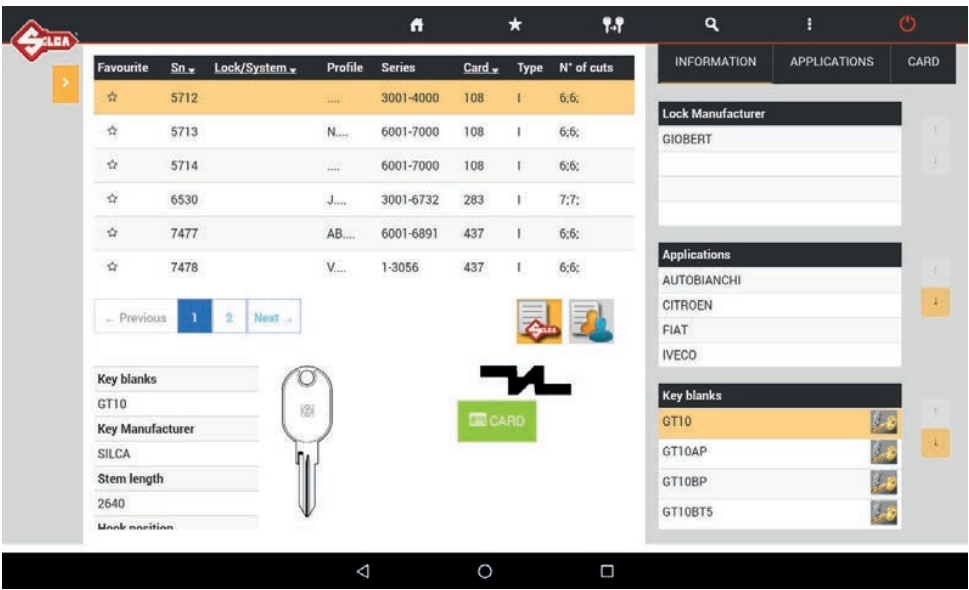 SILCA
Favourite Sn Lock/System Profile Series Card Type N° of cuts
5712 .... 3001-4000 108 I 6;6;
5713 N.... 6001-7000 108 I 6;6;
5714 .... 6001-7000 108 I 6;6;
6530 J.... 3001-6732 283 I 7;7;
7477 AB.... 6001-6891 437 I 6;6;
7478 V.... 1-3056 437 I 6;6;
← Previous 1 2 Next →
SILCA
Key blanks
GT10
Key Manufacturer
SILCA
Stem length
2640
Hook position
CARD
INFORMATION APPLICATIONS CARD
Lock Manufacturer
GIOBERT
Applications
AUTOBIANCHI
CITROEN
FIAT
IVECO
Key blanks
GT10
GT10AP
GT10BP
GT10BT5